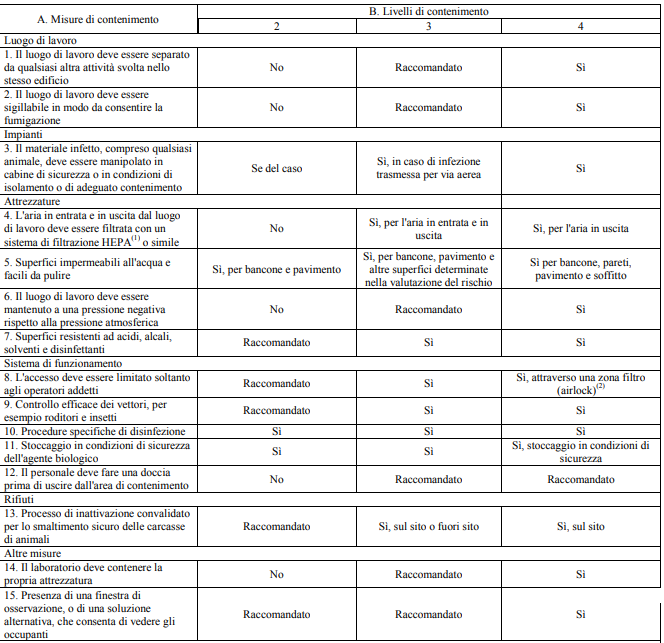 A. Misure di contenimento
B. Livelli di contenimento
2 3 4
Luogo di lavoro
1. Il luogo di lavoro deve essere separato
da qualsiasi altra attività svolta nello
stesso edificio
No Raccomandato Sì
2. Il luogo di lavoro deve essere
sigillabile in modo da consentire la
fumigazione
No Raccomandato Sì
Impianti
3. Il materiale infetto, compreso qualsiasi
animale, deve essere manipolato in
cabine di sicurezza o in condizioni di
isolamento o di adeguato contenimento
Se del caso
Sì, in caso di infezione
trasmessa per via aerea
Sì
Attrezzature
4. L'aria in entrata e in uscita dal luogo
di lavoro deve essere filtrata con un
sistema di filtrazione HEPA(1) o simile
No
Sì, per l'aria in entrata e in
uscita
Sì, per l'aria in uscita
5. Superfici impermeabili all'acqua e
facili da pulire
Sì, per bancone e pavimento
Sì, per bancone, pavimento e
altre superfici determinate
nella valutazione del rischio
Sì per bancone, pareti,
pavimento e soffitto
6. Il luogo di lavoro deve essere
mantenuto a una pressione negativa
rispetto alla pressione atmosferica
No Raccomandato Sì
7. Superfici resistenti ad acidi, alcali,
solventi e disinfettanti
Raccomandato Sì Sì
Sistema di funzionamento
8. L'accesso deve essere limitato soltanto
agli operatori addetti
Raccomandato Sì
Sì, attraverso una zona filtro
(airlock)(2)
9. Controllo efficace dei vettori, per
esempio roditori e insetti
Raccomandato Sì Sì
10. Procedure specifiche di disinfezione
Sì Sì Sì
11. Stoccaggio in condizioni di sicurezza
dell'agente biologico
Sì Sì
Sì, stoccaggio in condizioni di
sicurezza
12. Il personale deve fare una doccia
prima di uscire dall'area di contenimento
No Raccomandato Raccomandato
Rifiuti
13. Processo di inattivazione convalidato
per lo smaltimento sicuro delle carcasse
di animali
Raccomandato Sì, sul sito o fuori sito Sì, sul sito
Altre misure
14. Il laboratorio deve contenere la
propria attrezzatura
No Raccomandato Sì
15. Presenza di una finestra di
osservazione, o di una soluzione
alternativa, che consenta di vedere gli
occupanti
Raccomandato Raccomandato Sì